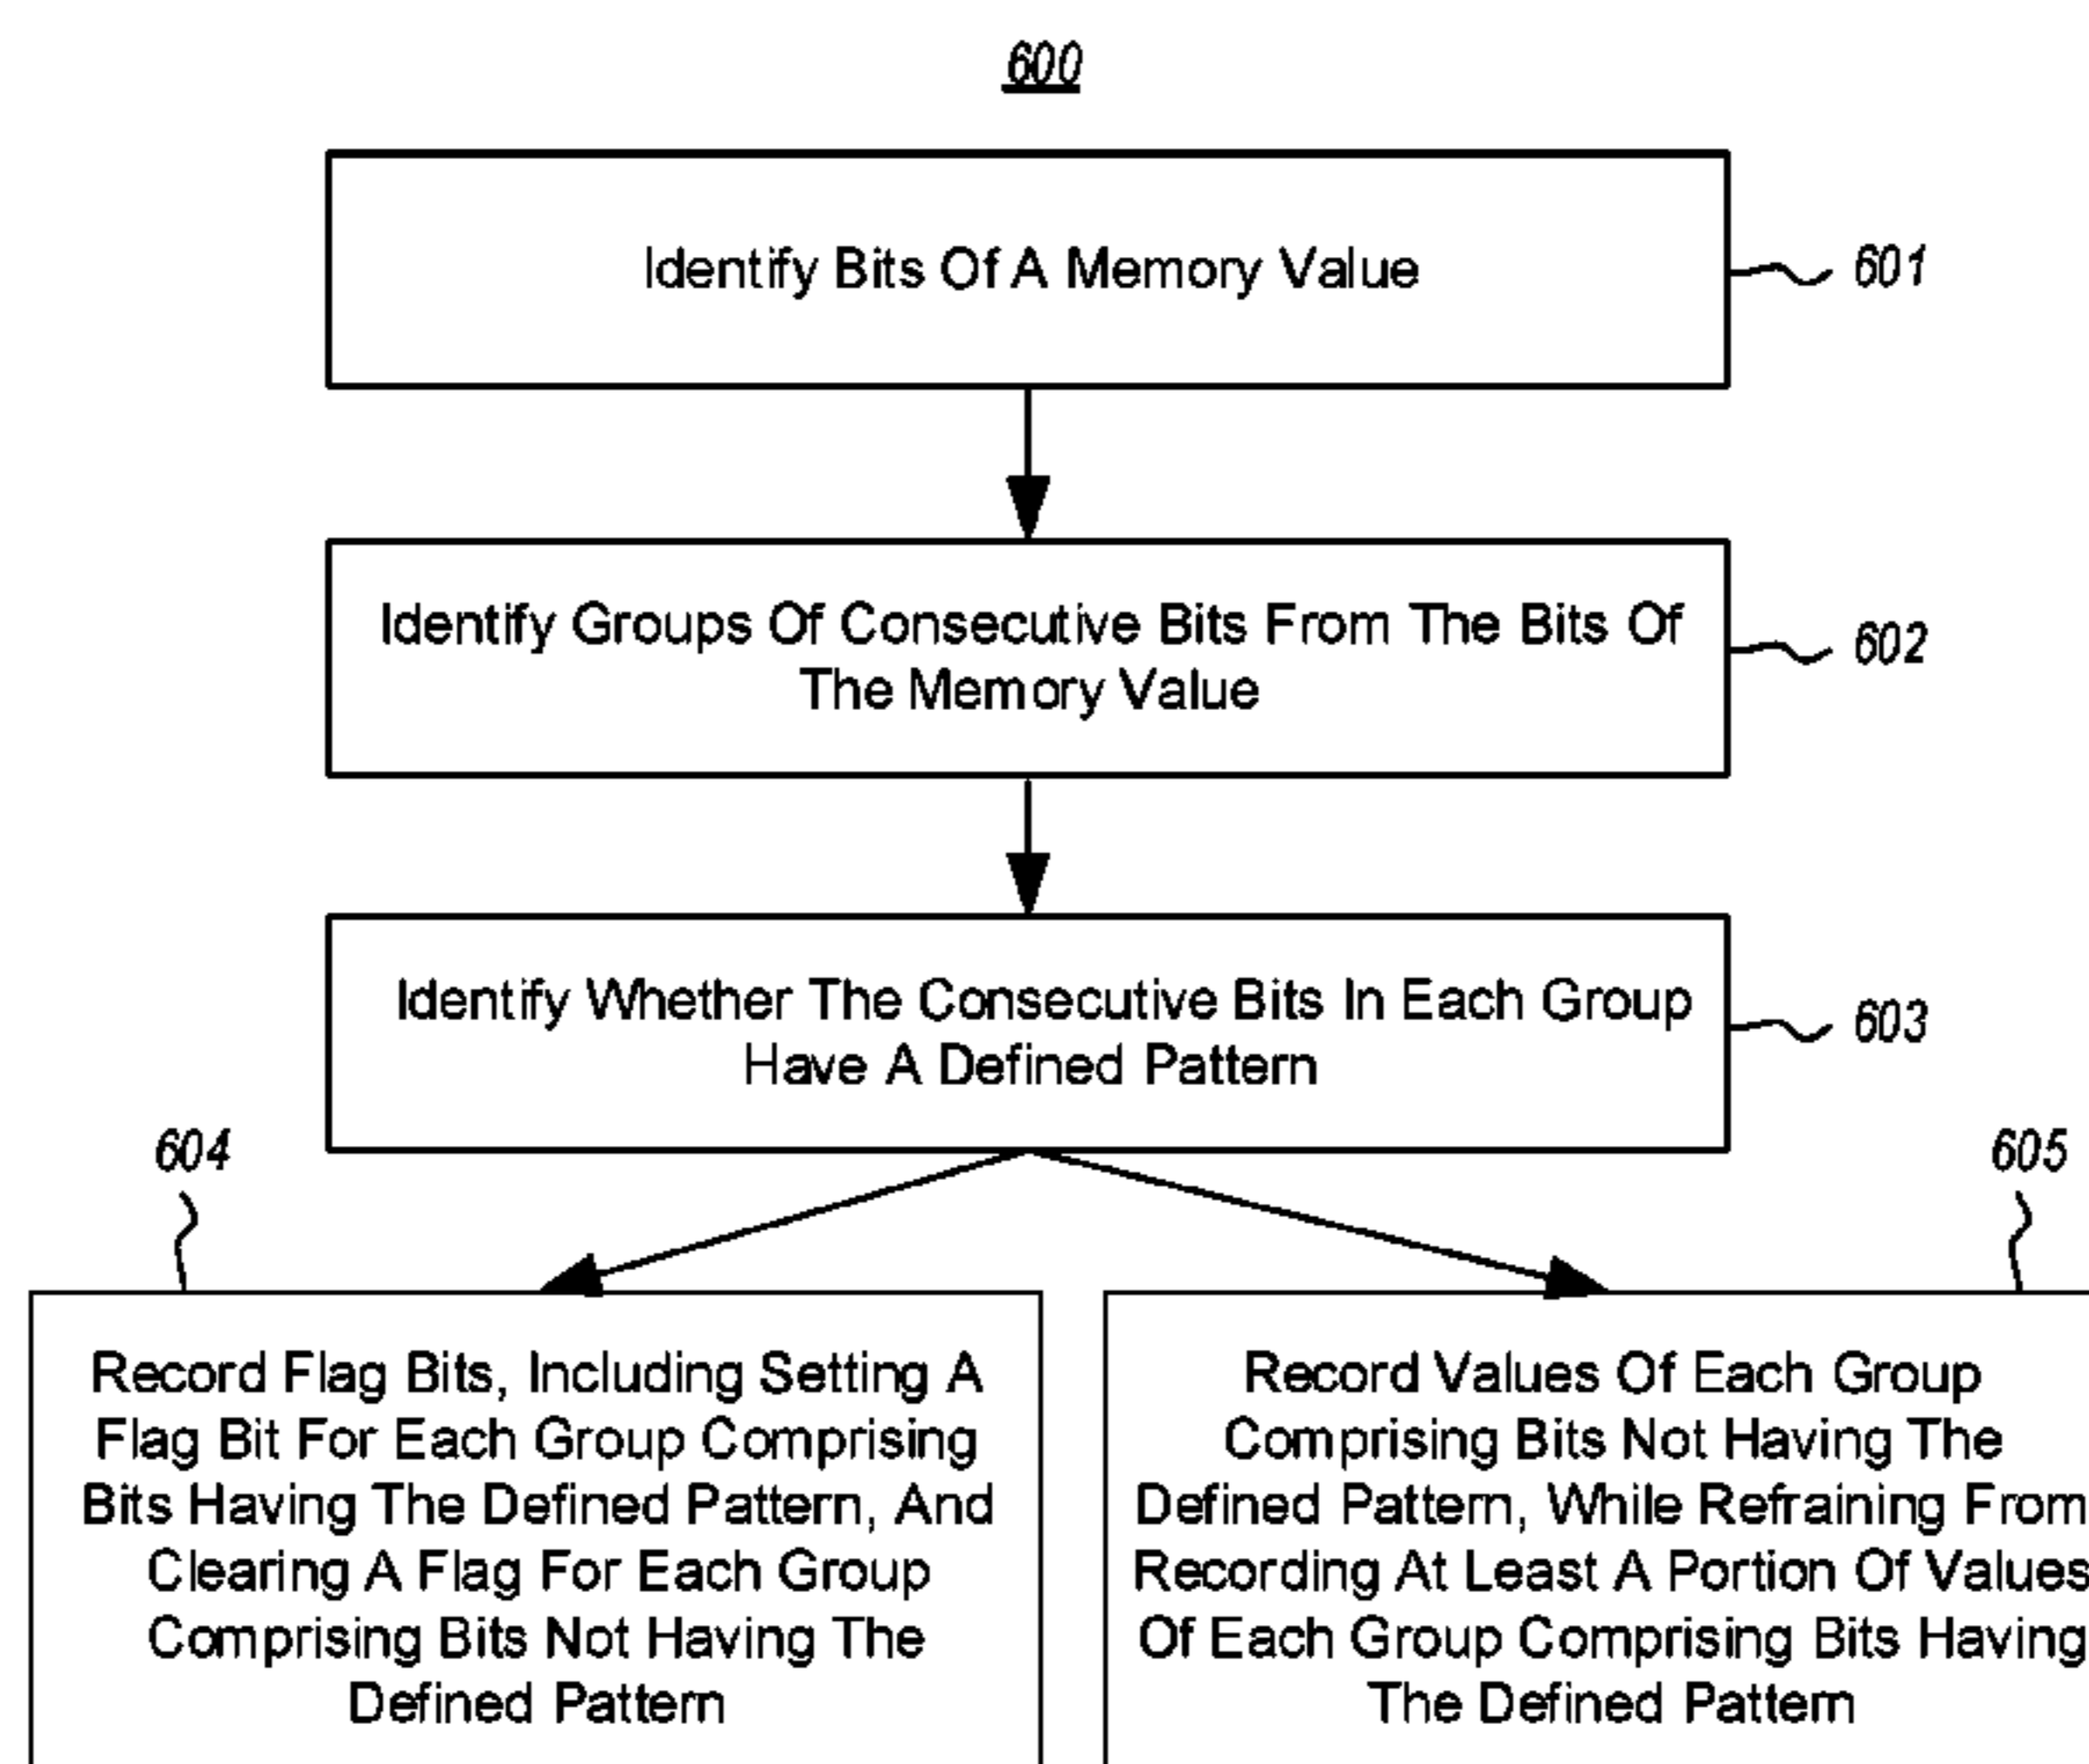 600
Identify Bits Of A Memory Value
601
Identify Groups Of Consecutive Bits From The Bits Of
The Memory Value
602
Identify Whether The Consecutive Bits In Each Group
Have A Defined Pattern
603
604
Record Flag Bits, Including Setting A
Flag Bit For Each Group Comprising
Bits Having The Defined Pattern, And
Clearing A Flag For Each Group
Comprising Bits Not Having The
Defined Pattern
605
Record Values Of Each Group
Comprising Bits Not Having The
Defined Pattern, While Refraining From
Recording At Least A Portion Of Values
Of Each Group Comprising Bits Having
The Defined Pattern